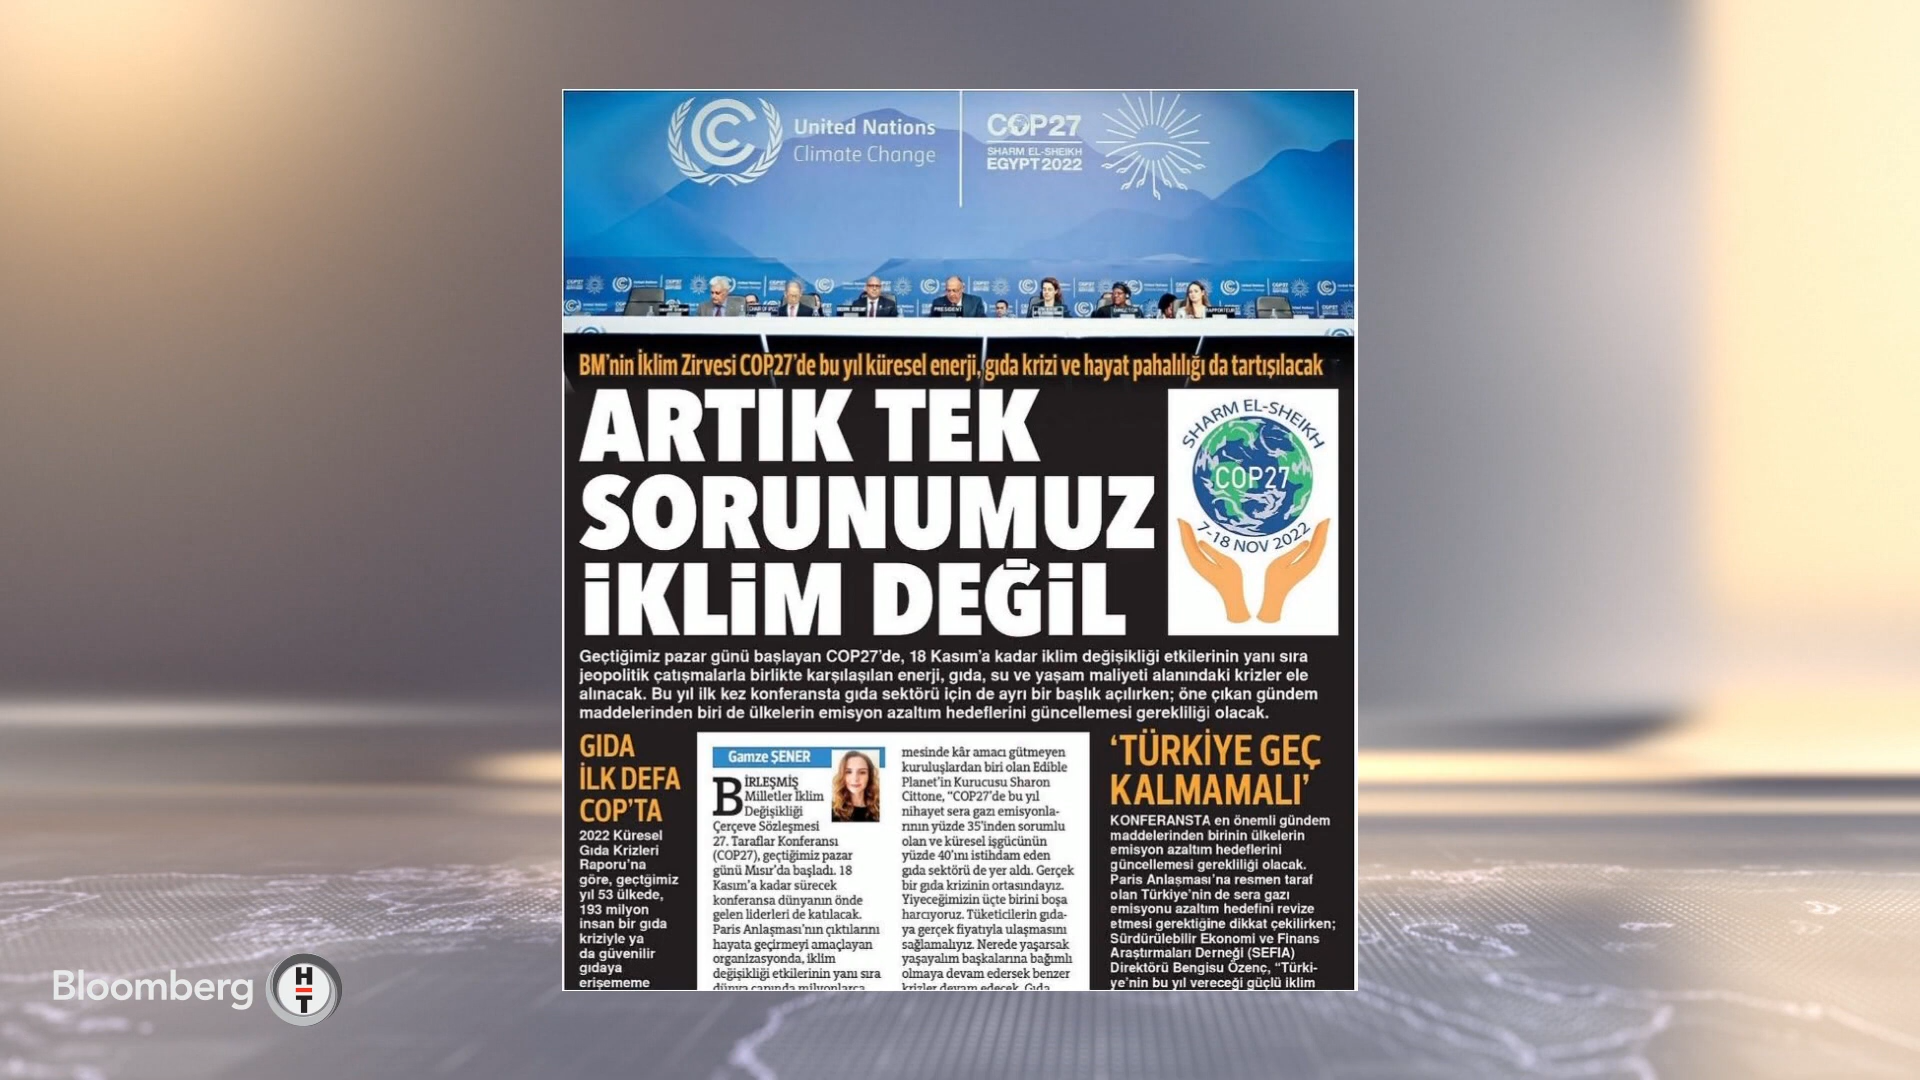 United Nations
Climate Change
COP27
SHARM EL-SHEIKH
EGYPT 2022
PRESIDENT
BM'nin İklim Zirvesi COP27'de bu yıl küresel enerji, gıda krizi ve hayat pahalılığı da tartışılacak
ARTIK TEK
SORUNUMUZ
iKLiM DEĞiL
SHARM EL-SHEIKH
COP27
7-18 NOV 2022
Geçtiğimiz pazar günü başlayan COP27'de, 18 Kasım'a kadar iklim değişikliği etkilerinin yanı sıra
jeopolitik çatışmalarla birlikte karşılaşılan enerji, gıda, su ve yaşam maliyeti alanındaki krizler ele
alınacak. Bu yıl ilk kez konferansta gıda sektörü için de ayrı bir başlık açılırken; öne çıkan gündem
maddelerinden biri de ülkelerin emisyon azaltım hedeflerini güncellemesi gerekliliği olacak.
GIDA
İLK DEFA
COP'TA
2022 Küresel
Gıda Krizleri
Raporu'na
göre, geçtğimiz
yıl 53 ülkede,
193 milyon
insan bir gıda
kriziyle ya
da güvenilir
gıdaya
erişememe
Gamze ŞENER
BİRLEŞMİŞ
Milletler İklim
Değişikliği
Çerçeve Sözleşmesi
27. Taraflar Konferansı
(COP27), geçtiğimiz pazar
günü Mısır'da başladı. 18
Kasım'a kadar sürecek
konferansa dünyanın önde
gelen liderleri de katılacak.
Paris Anlaşması'nın çıktılarını
hayata geçirmeyi amaçlayan
organizasyonda, iklim
değişikliği etkilerinin yanı sıra
dünya çapında milyonlarca
mesinde kâr amacı gütmeyen
kuruluşlardan biri olan Edible
Planet'in Kurucusu Sharon
Cittone, “COP27'de bu yıl
nihayet sera gazı emisyonla-
rının yüzde 35'inden sorumlu
olan ve küresel işgücünün
yüzde 40'ını istihdam eden
gıda sektörü de yer aldı. Gerçek
bir gıda krizinin ortasındayız.
Yiyeceğimizin üçte birini boşa
harcıyoruz. Tüketicilerin gıda-
ya gerçek fiyatıyla ulaşmasını
sağlamalıyız. Nerede yaşarsak
yaşayalım başkalarına bağımlı
olmaya devam edersek benzer
krizler devam edecek. Gıda
‘TÜRKİYE GEÇ
KALMAMALI’
KONFERANSTA en önemli gündem
maddelerinden birinin ülkelerin
emisyon azaltım hedeflerini
güncellemesi gerekliliği olacak.
Paris Anlaşması'na resmen taraf
olan Türkiye'nin de sera gazı
emisyonu azaltım hedefini revize
etmesi gerektiğine dikkat çekilirken;
Sürdürülebilir Ekonomi ve Finans
Araştırmaları Derneği (SEFIA)
Direktörü Bengisu Özenç, “Türki-
ye'nin bu yıl vereceği güçlü iklim
Bloomberg HT